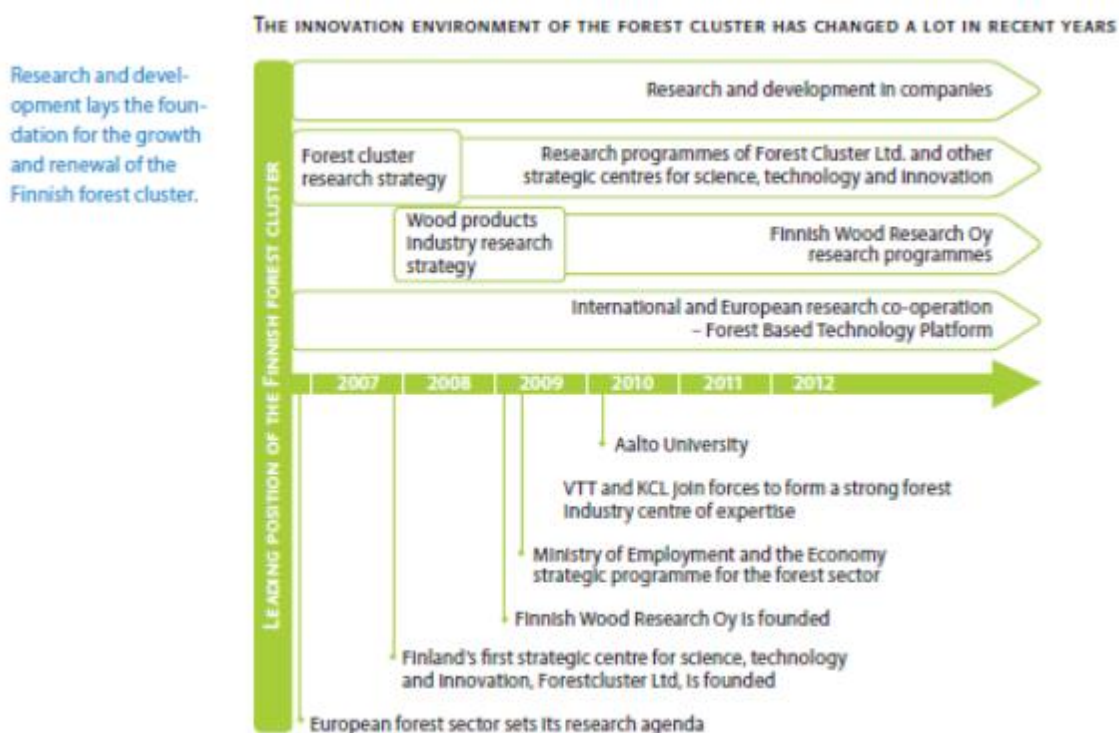 THE INNOVATION ENVIRONMENT OF THE FOREST CLUSTER HAS CHANGED A LOT IN RECENT YEARS
Research and devel-
opment lays the foun-
dation for the growth
and renewal of the
Finnish forest cluster.
LEADING POSITION OF THE FINNISH FOREST CLUSTER
Research and development in companies
Forest cluster
research strategy
Research programmes of Forest Cluster Ltd. and other
strategic centres for science, technology and innovation
Wood products
industry research
strategy
Finnish Wood Research Oy
research programmes
International and European research co-operation
– Forest Based Technology Platform
2007 2008 2009 2010 2011 2012
Aalto University
VTT and KCL join forces to form a strong forest
industry centre of expertise
Ministry of Employment and the Economy
strategic programme for the forest sector
Finnish Wood Research Oy is founded
Finland's first strategic centre for science, technology
and innovation, Forestcluster Ltd, is founded
European forest sector sets its research agenda